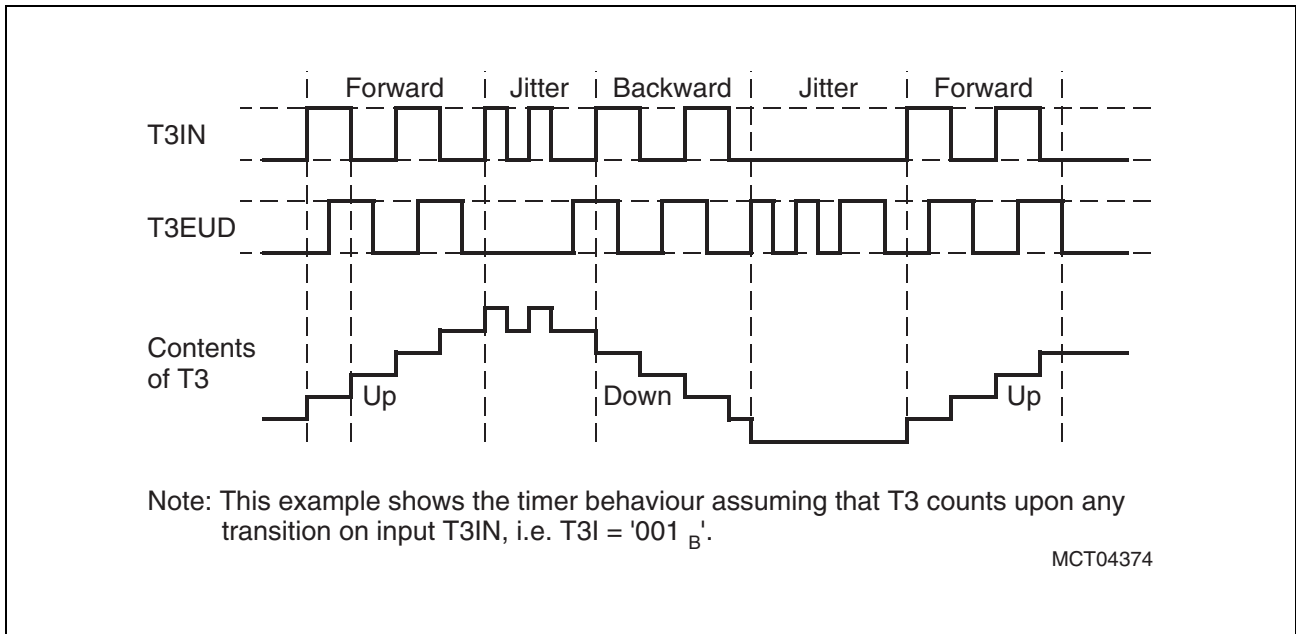 Forward Jitter Backward Jitter Forward
T3IN
T3EUD
Contents
of T3
Up Down Up
Note: This example shows the timer behaviour assuming that T3 counts upon any
transition on input T3IN, i.e. T3I = '001 B'.
MCT04374